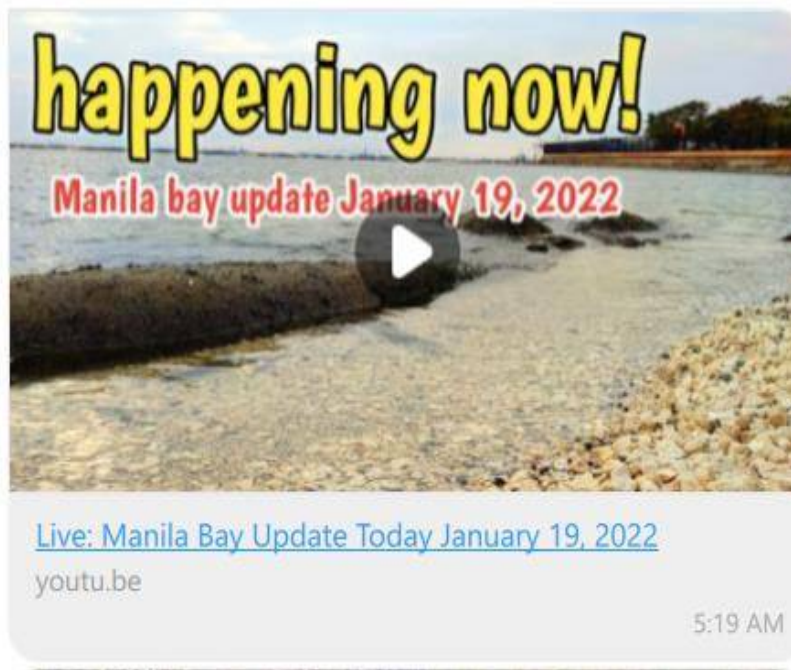 happening now!
Manila bay update January 19, 2022
Live: Manila Bay Update Today January 19, 2022
youtu.be
5:19 AM